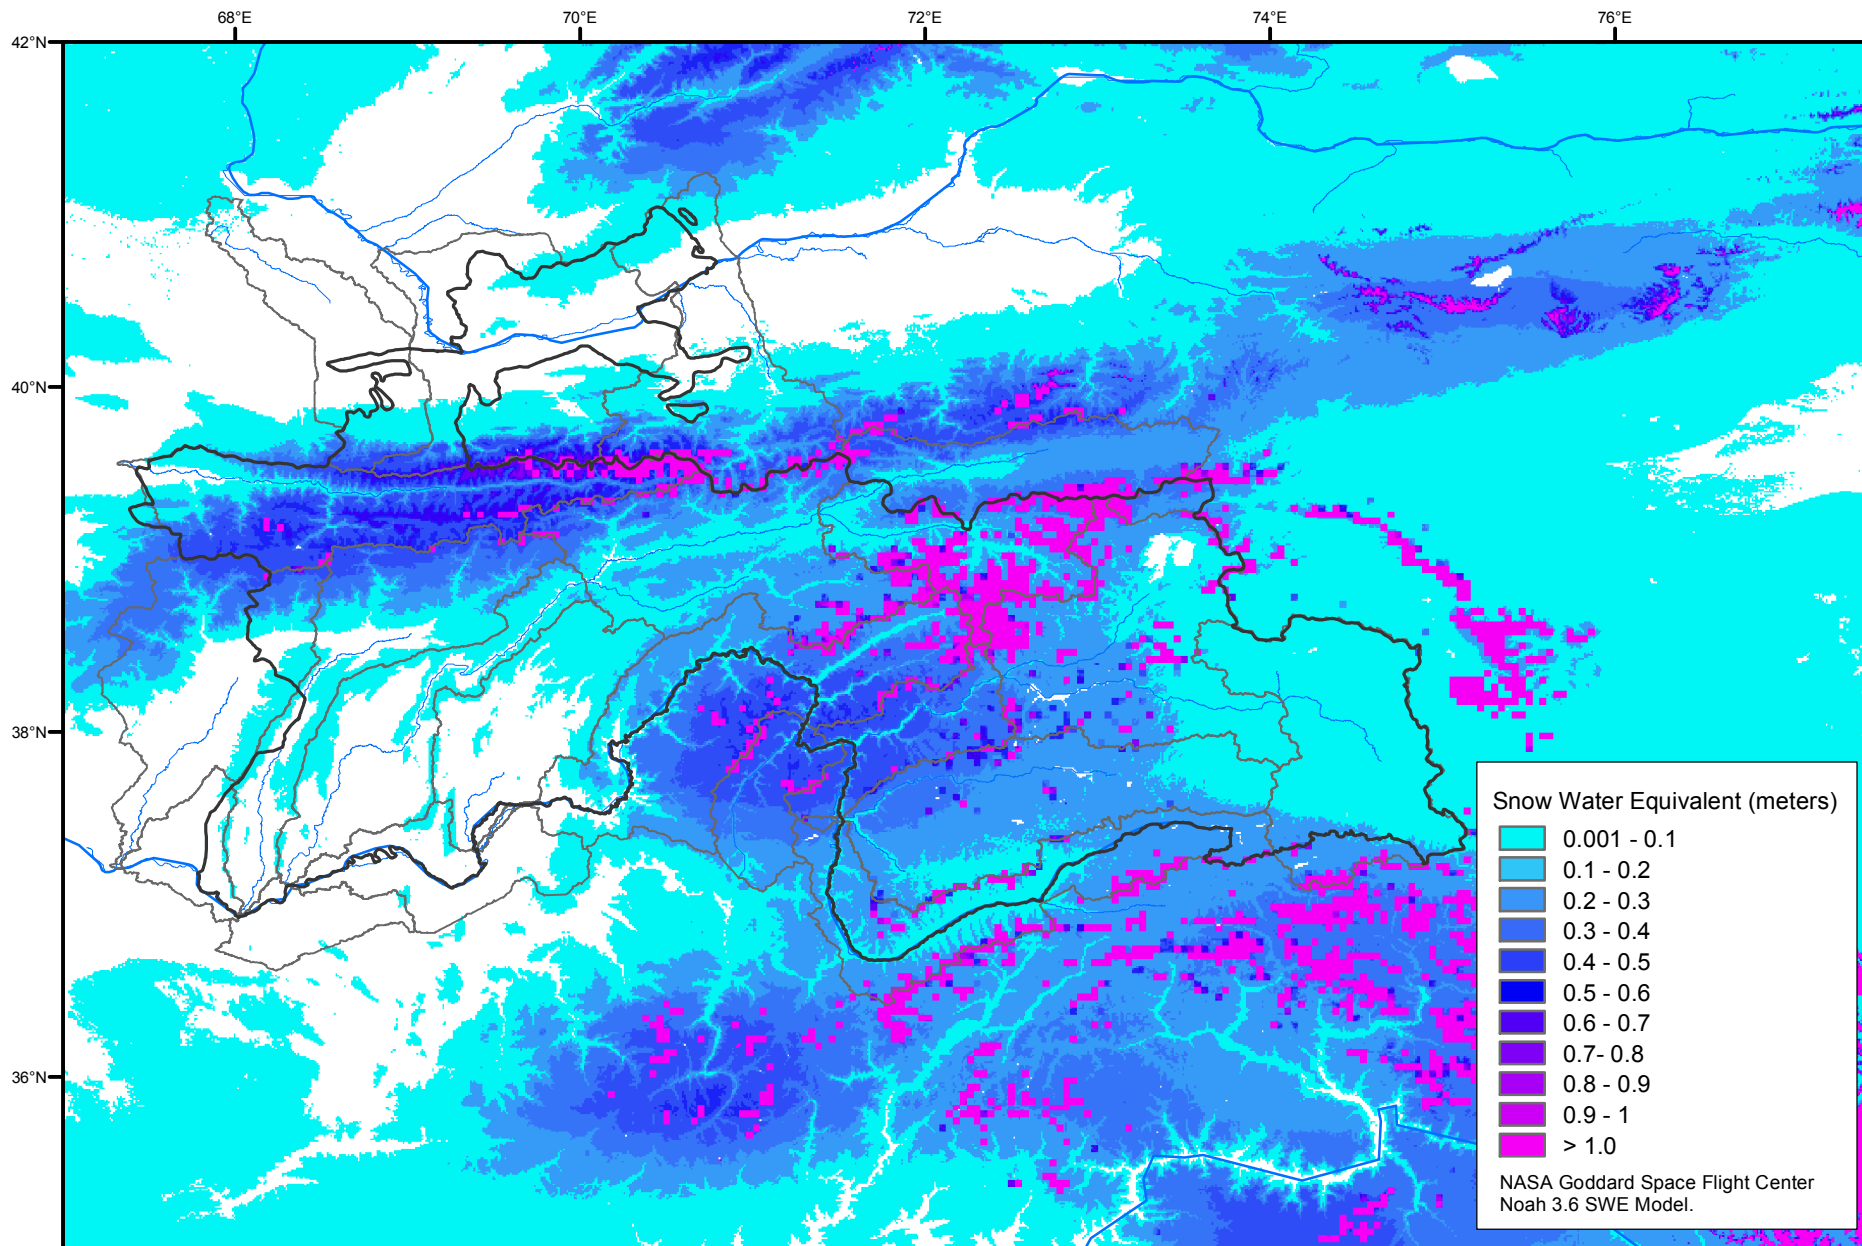 68°E 70°E 72°E 74°E 76°E
42°N
40°N
38°N
36°N
Snow Water Equivalent (meters)
0.001 - 0.1
0.1 - 0.2
0.2 - 0.3
0.3 - 0.4
0.4 - 0.5
0.5 - 0.6
0.6 - 0.7
0.7- 0.8
0.8 - 0.9
0.9 - 1
> 1.0
NASA Goddard Space Flight Center
Noah 3.6 SWE Model.